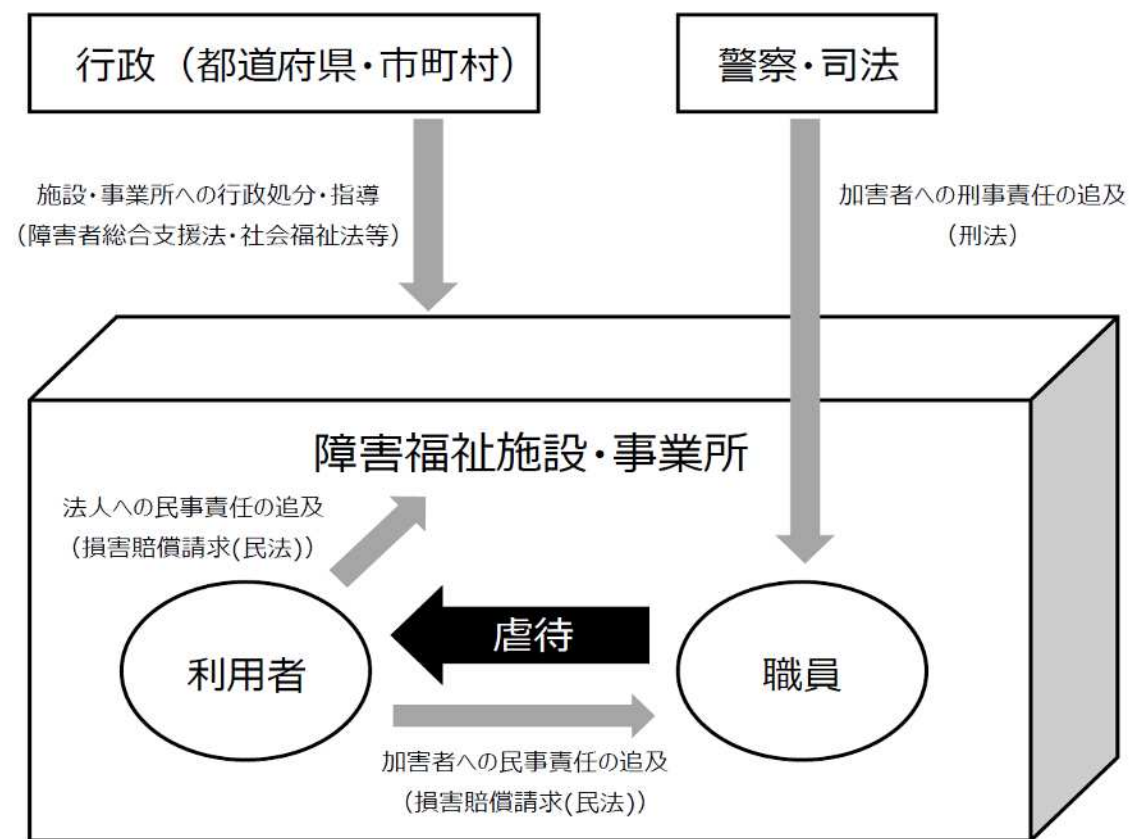 行政（都道府県・市町村）
警察・司法
施設・事業所への行政処分・指導
（障害者総合支援法・社会福祉法等）
加害者への刑事責任の追及
（刑法）
障害福祉施設・事業所
法人への民事責任の追及
（損害賠償請求(民法)）
虐待
利用者
職員
加害者への民事責任の追及
（損害賠償請求(民法)）